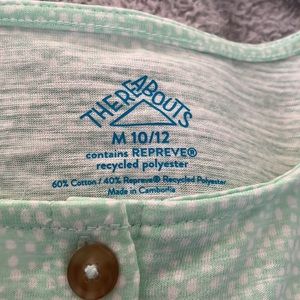 THEREABOUTS
M 10/12
contains REPREVE®
recycled polyester
60% Cotton / 40% Repreve® Recycled Polyester
Made in Cambodia